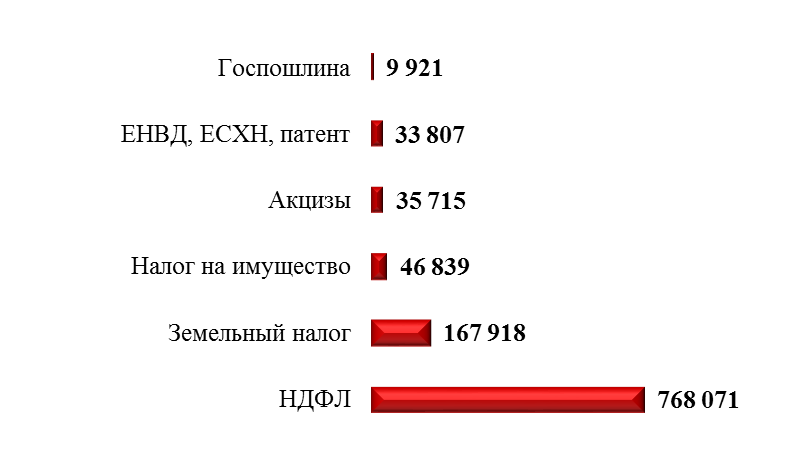 Госпошлина 9 921
ЕНВД, ЕСХН, патент 33 807
Акцизы 35 715
Налог на имущество 46 839
Земельный налог 167 918
НДФЛ 768 071